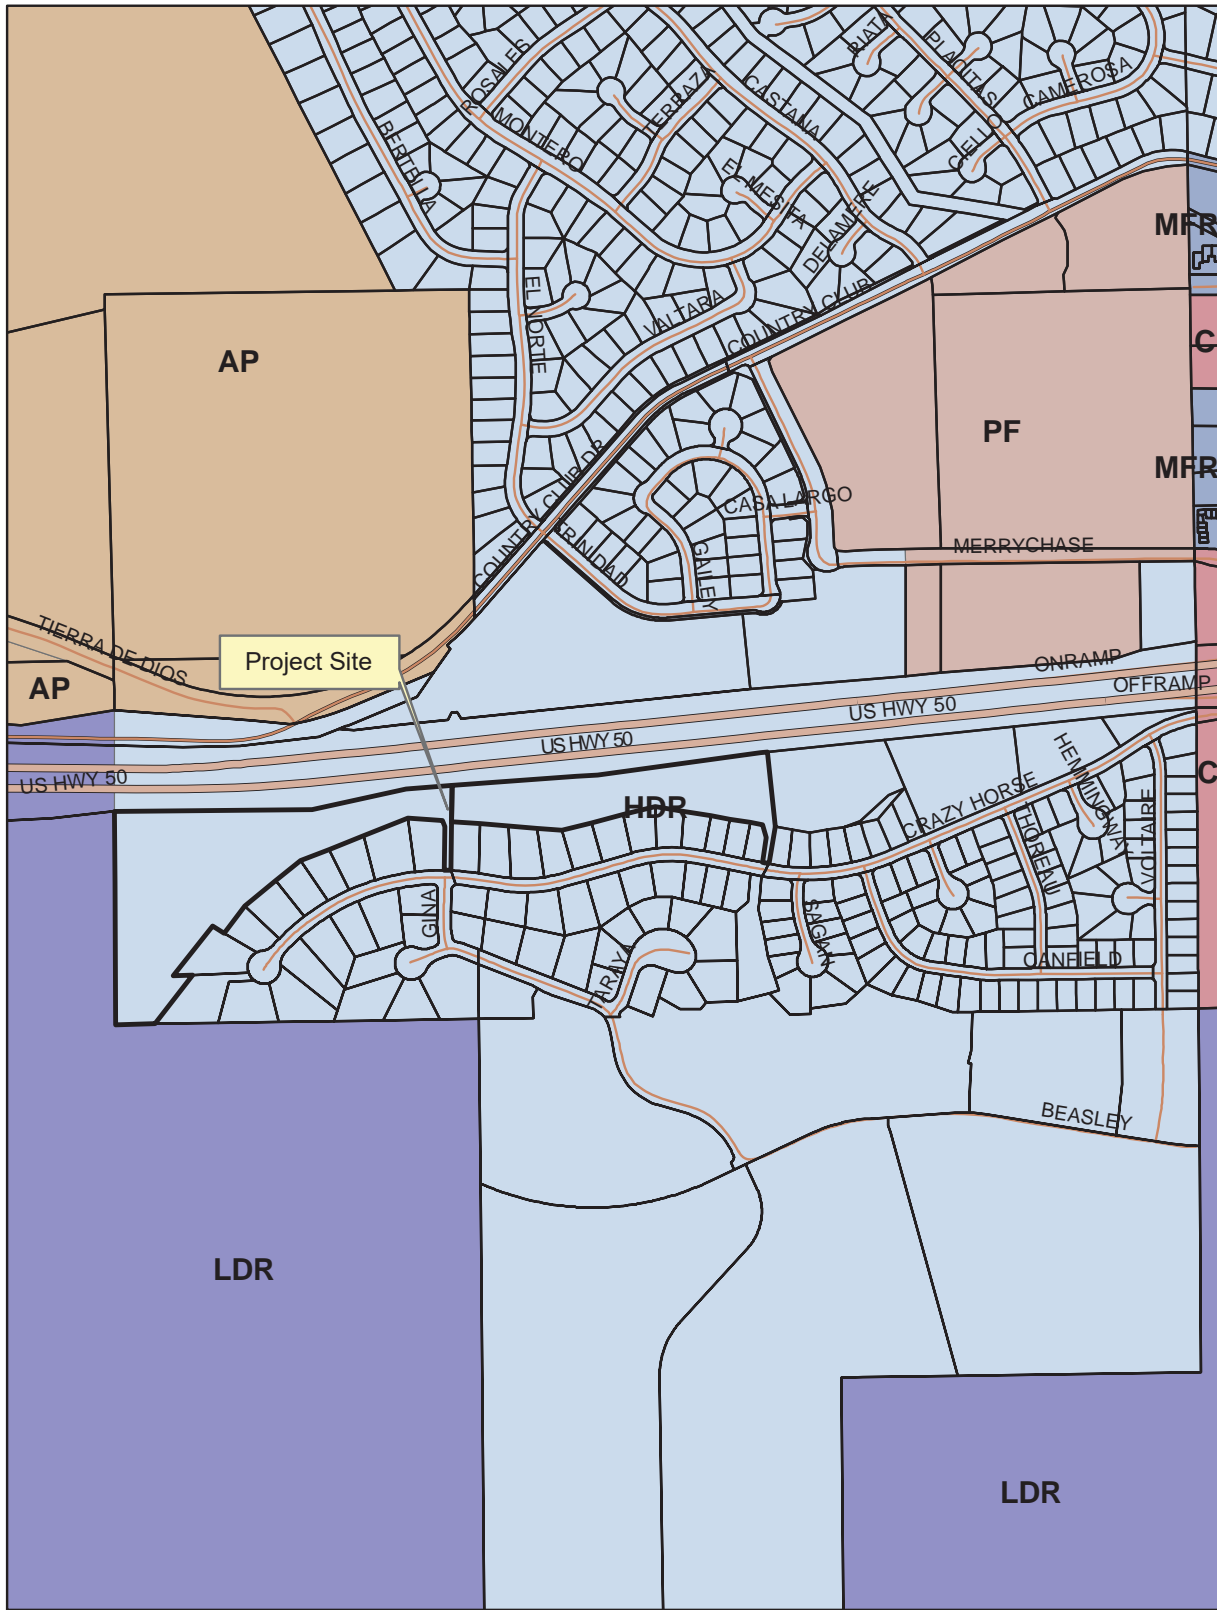 RIATA
PLACITAS
ROSALES
TERRAZA
CASTANA
CAMEROSA
MONTERO
BERTELLA
CIELLO
EL MESITA
DELAMERE
MFR
EL NORTE
VALTARA
COUNTRY CLUB
C
AP
PF
COUNTRY CLUB DR
MFR
CASA LARGO
TRINIDAD
GAILEY
MERRYCHASE
TIERRA DE DIOS
Project Site
ONRAMP
AP
OFFRAMP
US HWY 50
US HWY 50
US HWY 50
C
HEMMINGWAY
CRAZY HORSE
HDR
THOREAU
VOLTAIRE
GINA
SAGAN
TARAYA
CANFIELD
BEASLEY
LDR
LDR